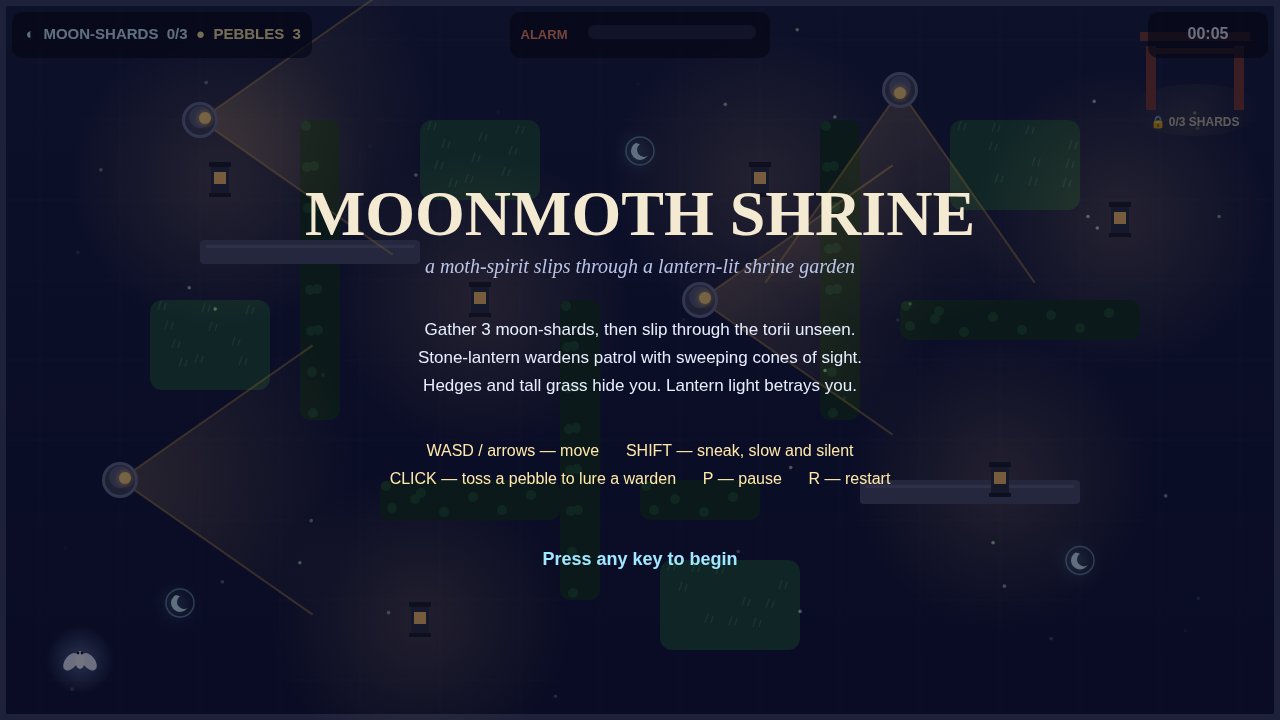 MOON-SHARDS 0/3 ● PEBBLES 3
ALARM
00:05
🔒 0/3 SHARDS
MOONMOTH SHRINE
a moth-spirit slips through a lantern-lit shrine garden
Gather 3 moon-shards, then slip through the torii unseen.
Stone-lantern wardens patrol with sweeping cones of sight.
Hedges and tall grass hide you. Lantern light betrays you.
WASD / arrows — move SHIFT — sneak, slow and silent
CLICK — toss a pebble to lure a warden P — pause R — restart
Press any key to begin